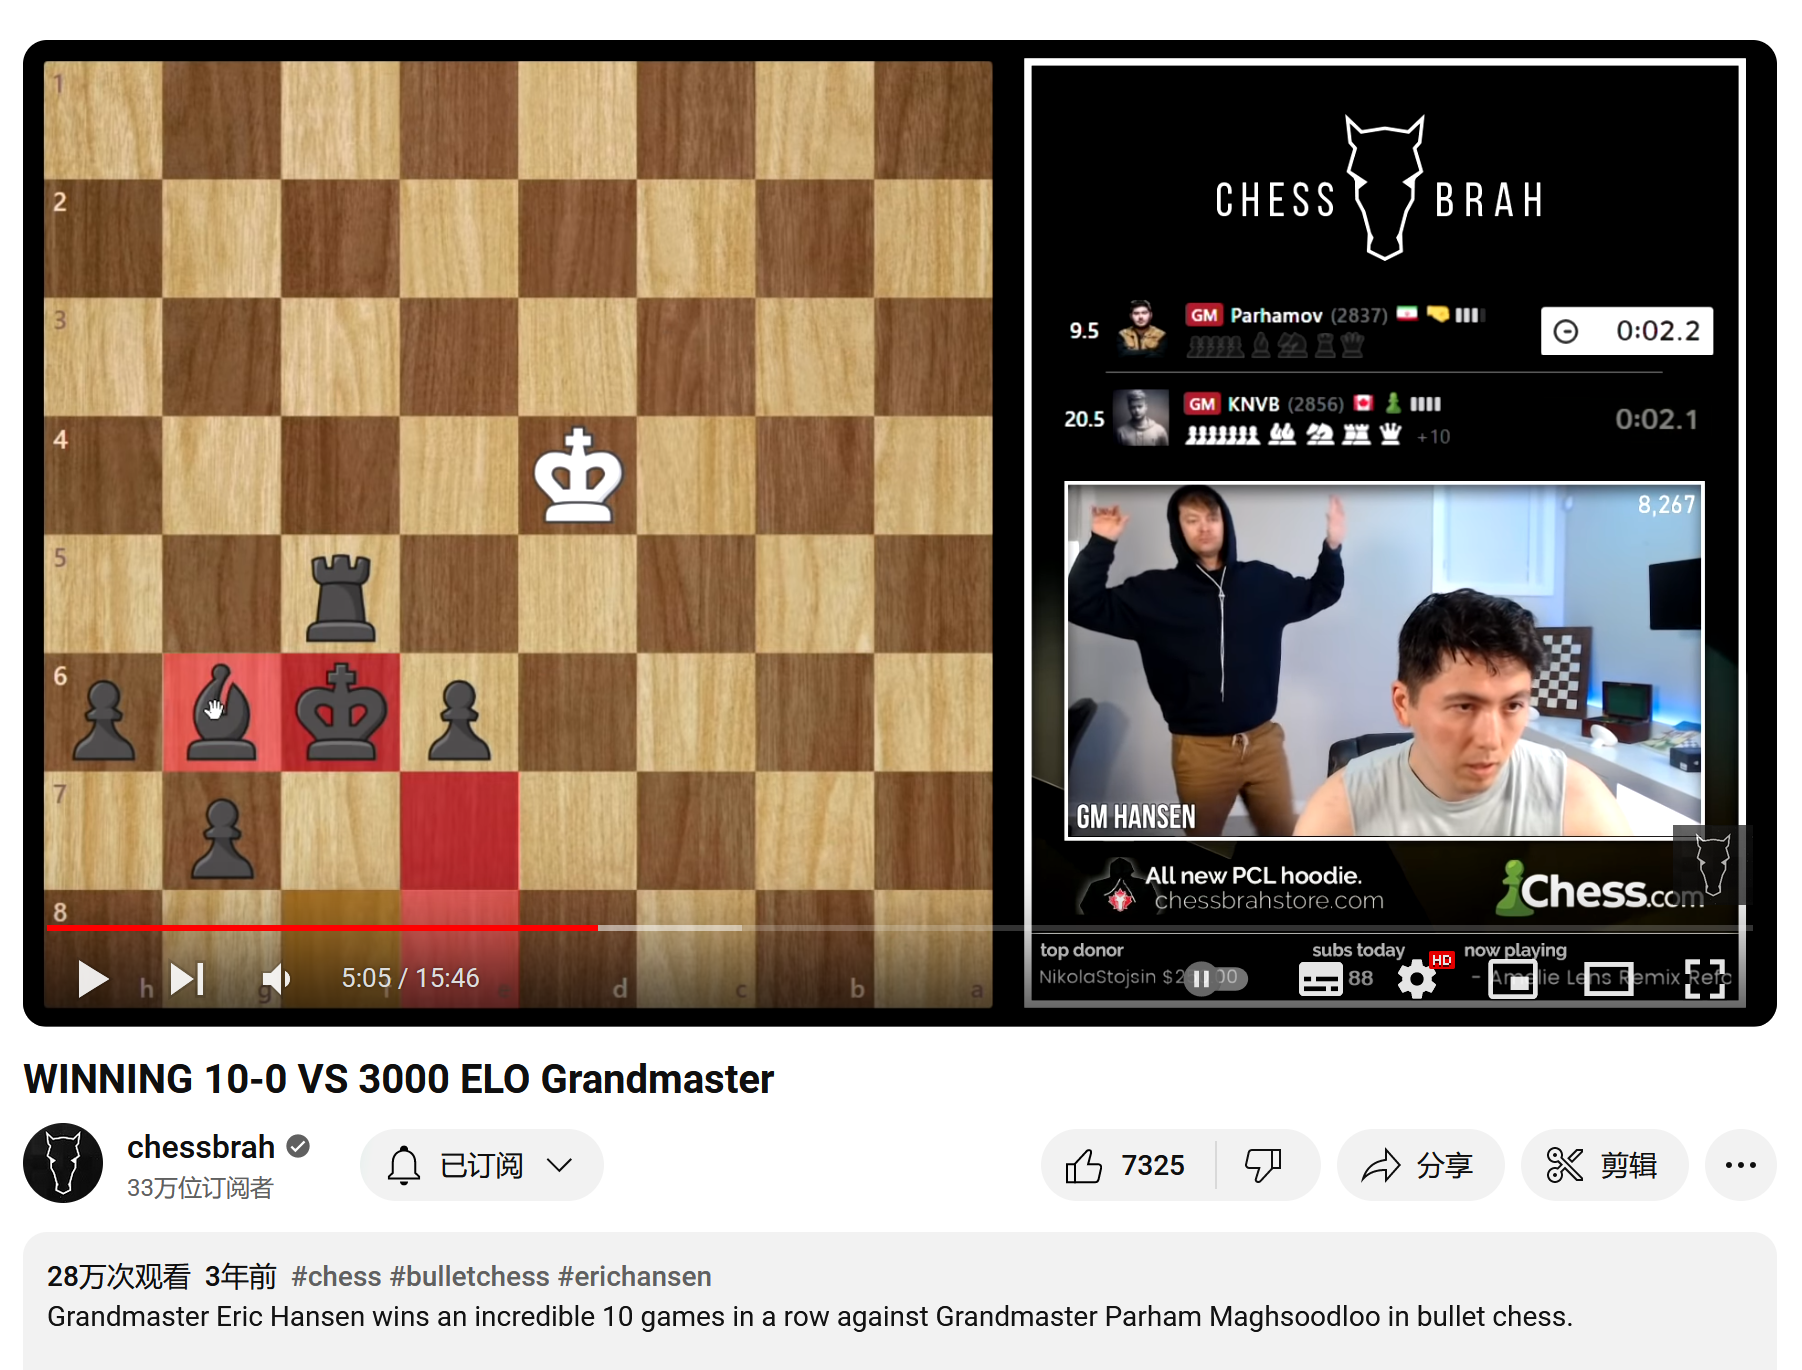 1
2
3
4
5
6
7
8
h
g
f
e
d
c
b
a
CHESS BRAH
9.5
GM Parhamov (2837)
0:02.2
20.5
GM KNVB (2856)
+10
0:02.1
8,267
GM HANSEN
All new PCL hoodie.
chessbrahstore.com
Chess.com
top donor
subs today
now playing
NikolaStojsin
88
- Amelie Lens Remix
HD
5:05 / 15:46
WINNING 10-0 VS 3000 ELO Grandmaster
chessbrah
33万位订阅者
已订阅
7325
分享
剪辑
28万次观看 3年前 #chess #bulletchess #erichansen
Grandmaster Eric Hansen wins an incredible 10 games in a row against Grandmaster Parham Maghsoodloo in bullet chess.